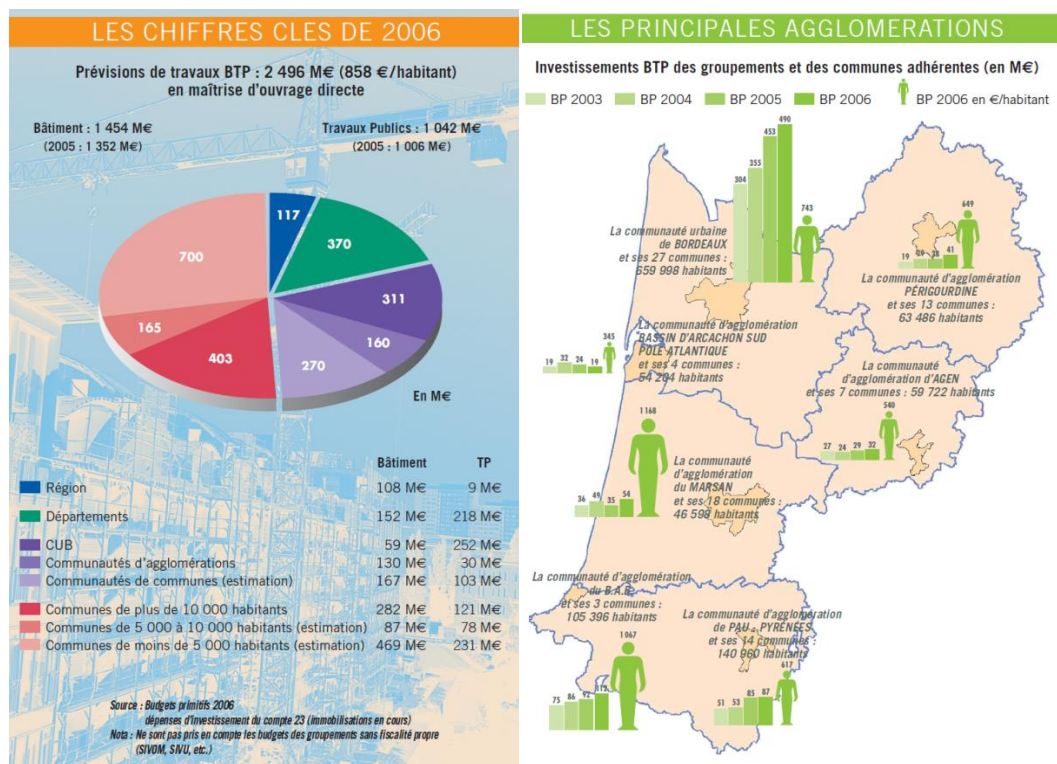 LES CHIFFRES CLES DE 2006
Prévisions de travaux BTP : 2 496 M€ (858 €/habitant)
en maîtrise d'ouvrage directe
Bâtiment : 1 454 M€
(2005 : 1 352 M€)
Travaux Publics : 1 042 M€
(2005 : 1 006 M€)
117
370
311
160
270
403
165
700
En M€
Bâtiment TP
Région 108 M€ 9 M€
Départements 152 M€ 218 M€
CUB 59 M€ 252 M€
Communautés d'agglomérations 130 M€ 30 M€
Communautés de communes (estimation) 167 M€ 103 M€
Communes de plus de 10 000 habitants 282 M€ 121 M€
Communes de 5 000 à 10 000 habitants (estimation) 87 M€ 78 M€
Communes de moins de 5 000 habitants (estimation) 469 M€ 231 M€
Source : Budgets primitifs 2006
dépenses d'investissement du compte 23 (immobilisations en cours)
Nota : Ne sont pas pris en compte les budgets des groupements sans fiscalité propre
(SIVOM, SIVU, etc.)
LES PRINCIPALES AGGLOMERATIONS
Investissements BTP des groupements et des communes adhérentes (en M€)
BP 2003 BP 2004 BP 2005 BP 2006 BP 2006 en €/habitant
304 355 453 490 743
La communauté urbaine
de BORDEAUX
et ses 27 communes :
659 998 habitants
19 29 28 41 649
La communauté d'agglomération
PÉRIGOURDINE
et ses 13 communes :
63 486 habitants
19 32 24 19 345
La communauté d'agglomération
BASSIN D'ARCACHON SUD
POLE ATLANTIQUE
et ses 4 communes :
54 204 habitants
La communauté
d'agglomération d'AGEN
et ses 7 communes : 59 722 habitants
27 24 29 32 540
36 49 35 54 1168
La communauté
d'agglomération
du MARSAN
et ses 18 communes :
46 598 habitants
La communauté d'agglomération
du B.A.B.
et ses 3 communes :
105 396 habitants
75 86 92 112 1067
La communauté d'agglomération
de PAU - PYRÉNÉES
et ses 14 communes :
140 960 habitants
51 53 85 87 617